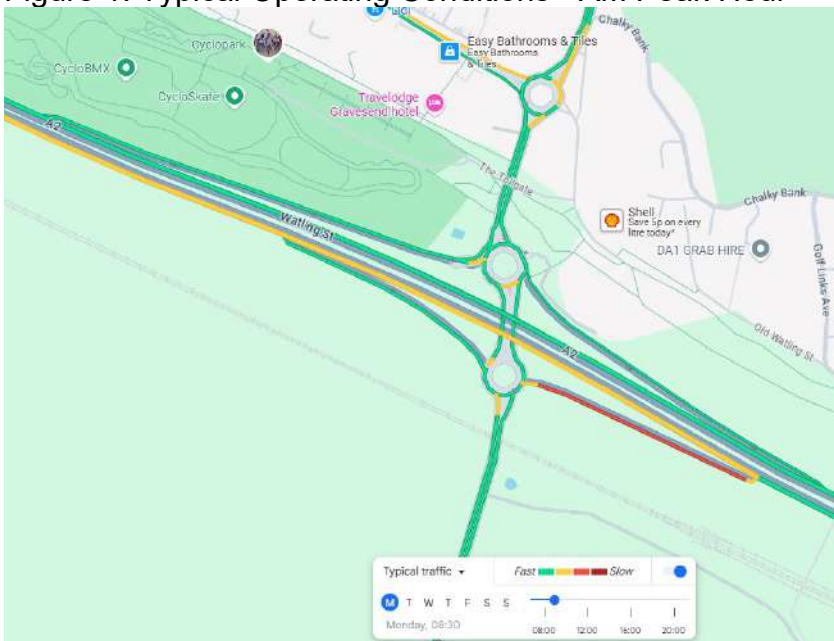 Figure 1: Typical Operating Conditions - AM Peak Hour
Lidl
Easy Bathrooms & Tiles
Easy Bathrooms
& Tiles
Chalky Bank
Cyclopark
CycloBMX
CycloSkate
Travelodge
Gravesend hotel
A2
The Tollgate
Shell
Save 5p on every
litre today*
Chalky Bank
Watling St
DA1 GRAB HIRE
Golf Links Ave
Old Watling St
A2
Typical traffic
Fast
Slow
M T W T F S S
Monday, 08:30
08:00 12:00 16:00 20:00